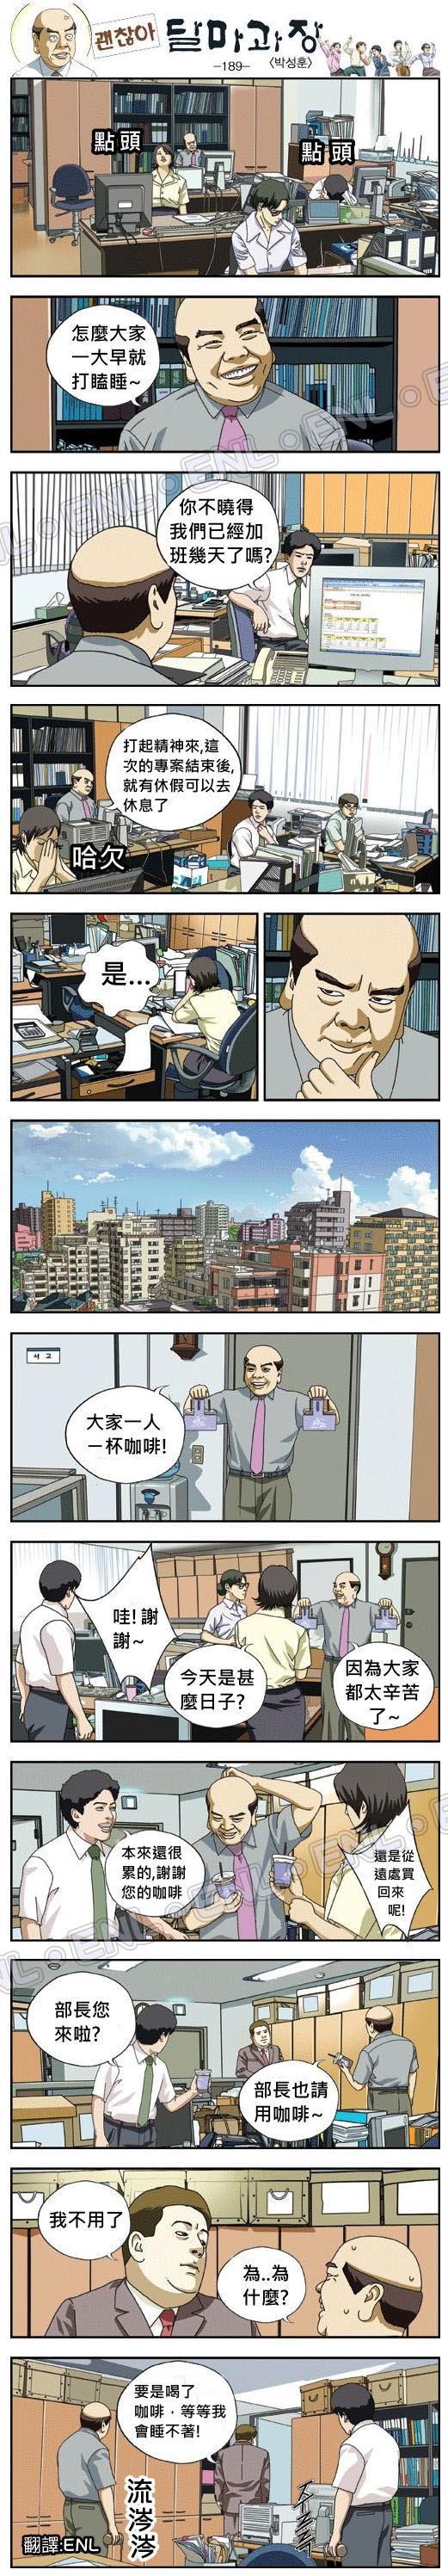 괜찮아
달마과장
-189-
〈박성훈〉
點頭
點頭
怎麼大家
一大早就
打瞌睡~
你不曉得
我們已經加
班幾天了嗎?
打起精神來,這
次的專案結束後,
就有休假可以去
休息了
哈欠
是...
서고
大家一人
一杯咖啡!
哇!謝
謝~
今天是甚
麼日子?
因為大家
都太辛苦
了~
本來還很
累的,謝謝
您的咖啡
還是從
遠處買
回來
呢!
部長您
來啦?
部長也請
用咖啡~
我不用了
為..為
什麼?
要是喝了
咖啡，等等我
會睡不著!
流涔涔
翻譯:ENL
ENL